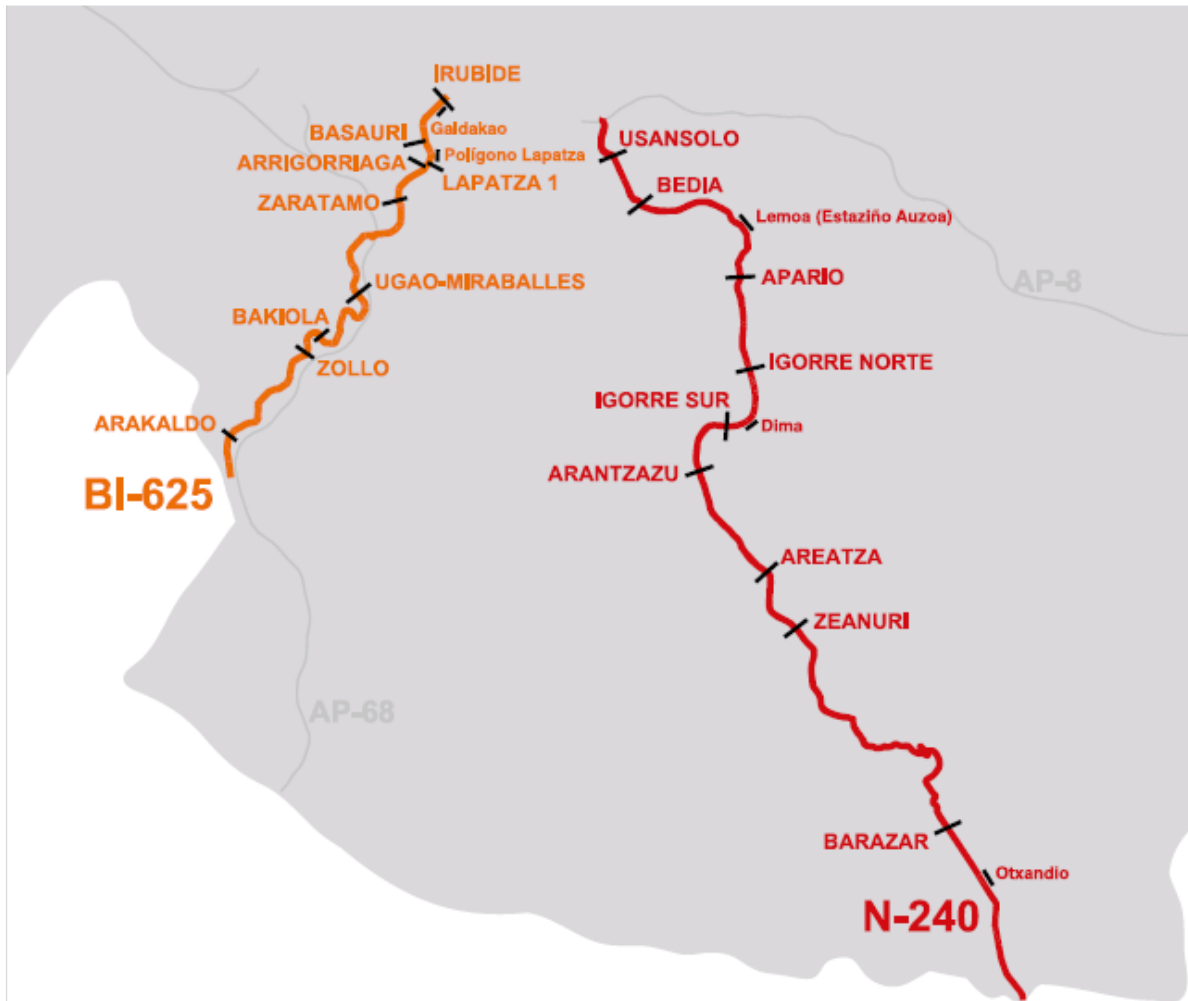 IRUBIDE
Galdakao
BASAURI
Polígono Lapatza
ARRIGORRIAGA
LAPATZA 1
ZARATAMO
UGAO-MIRABALLES
BAKIOLA
ZOLLO
ARAKALDO
BI-625
AP-68
USANSOLO
BEDIA
Lemoa (Estaziño Auzoa)
AP-8
APARIO
IGORRE NORTE
IGORRE SUR
Dima
ARANTZAZU
AREATZA
ZEANURI
BARAZAR
Otxandio
N-240